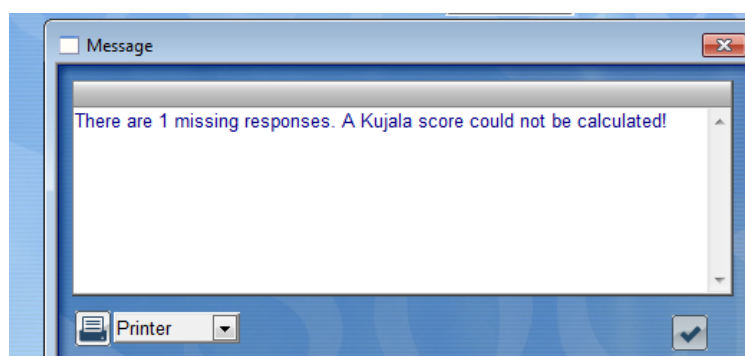 Message
There are 1 missing responses. A Kujala score could not be calculated!
Printer